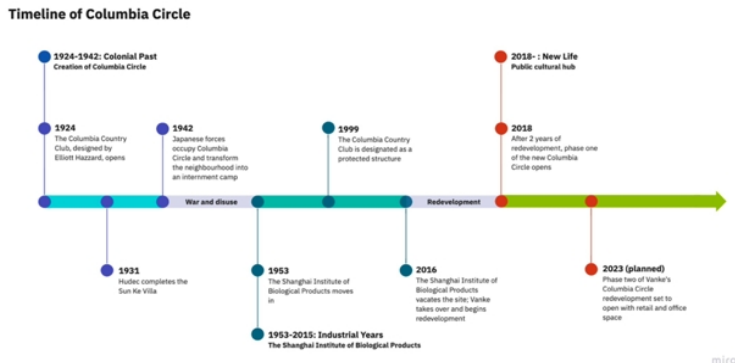 Timeline of Columbia Circle
1924-1942: Colonial Past
Creation of Columbia Circle
2018- : New Life
Public cultural hub
1924
The Columbia Country
Club, designed by
Elliott Hazzard, opens
1942
Japanese forces
occupy Columbia
Circle and transform
the neighbourhood into
an internment camp
1999
The Columbia Country
Club is designated as a
protected structure
2018
After 2 years of
redevelopment, phase one
of the new Columbia
Circle opens
War and disuse
Redevelopment
1931
Hudec completes the
Sun Ke Villa
1953
The Shanghai Institute of
Biological Products moves
in
2016
The Shanghai Institute of
Biological Products
vacates the site; Vanke
takes over and begins
redevelopment
2023 (planned)
Phase two of Vanke's
Columbia Circle
redevelopment set to
open with retail and office
space
1953-2015: Industrial Years
The Shanghai Institute of Biological Products